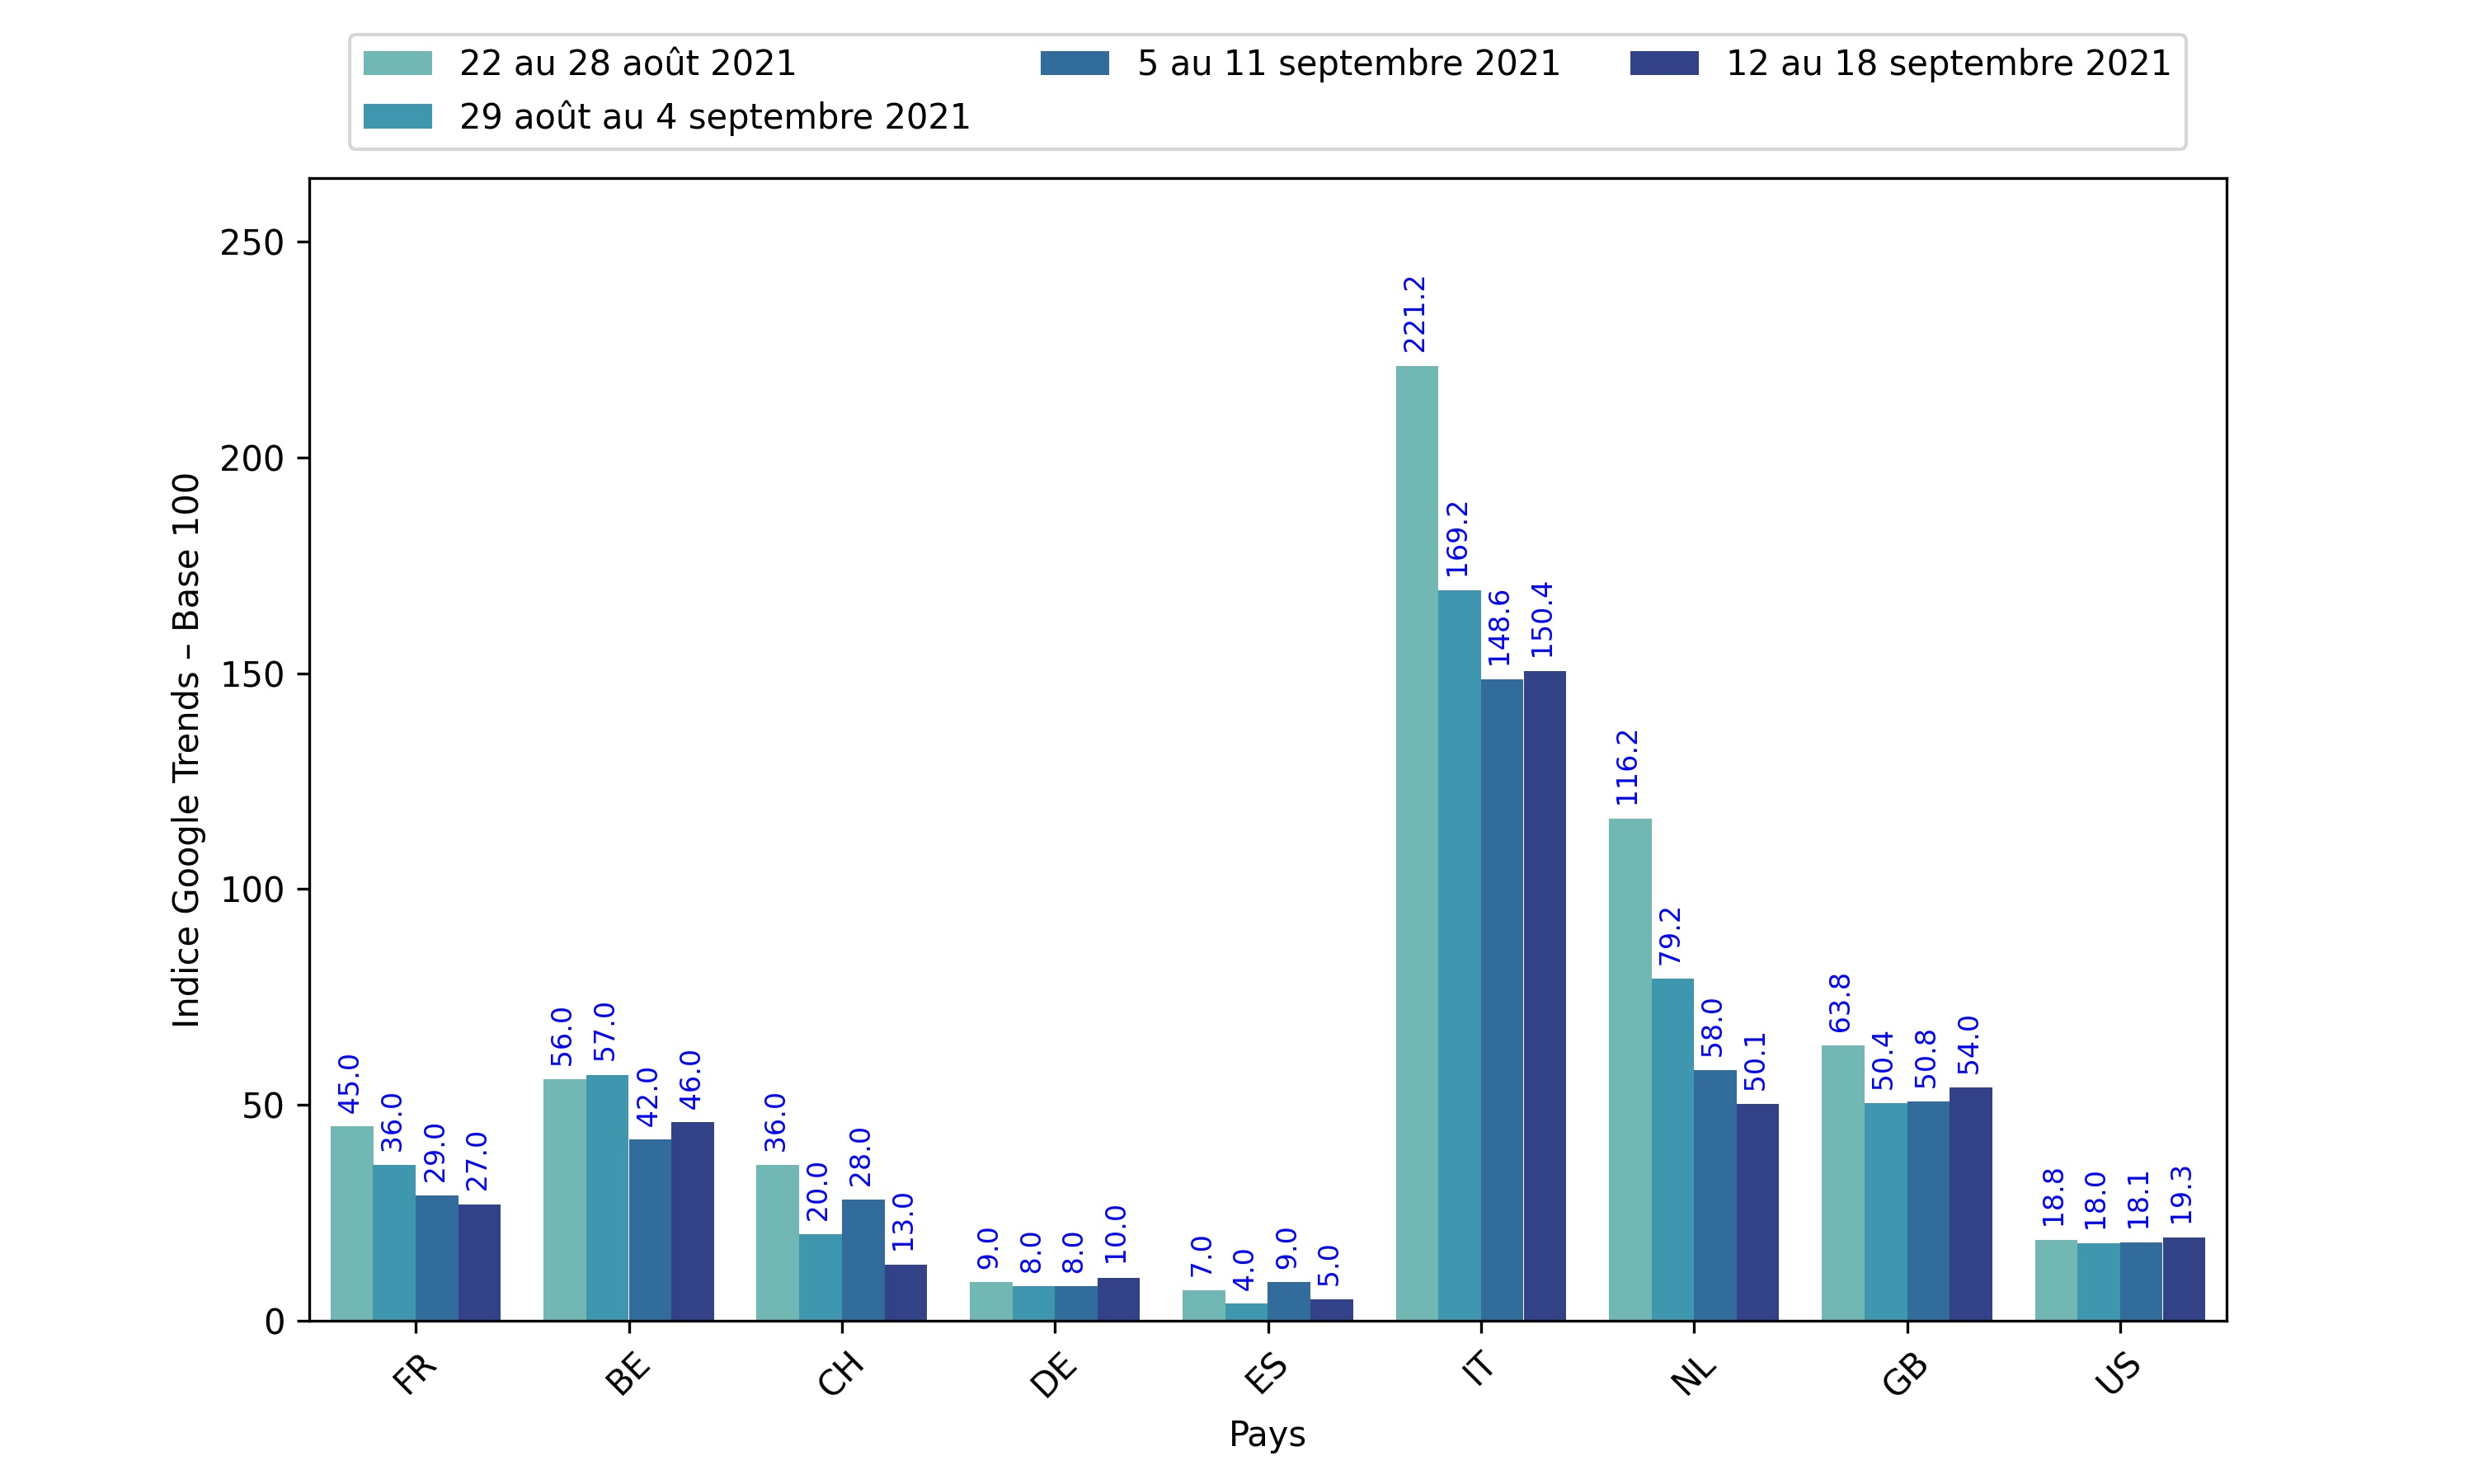 22 au 28 août 2021
29 août au 4 septembre 2021
5 au 11 septembre 2021
12 au 18 septembre 2021
Indice Google Trends – Base 100
250
200
150
100
50
0
45.0
36.0
29.0
27.0
56.0
57.0
42.0
46.0
36.0
20.0
28.0
13.0
9.0
8.0
8.0
10.0
7.0
4.0
9.0
5.0
221.2
169.2
148.6
150.4
116.2
79.2
58.0
50.1
63.8
50.4
50.8
54.0
18.8
18.0
18.1
19.3
FR
BE
CH
DE
ES
IT
NL
GB
US
Pays